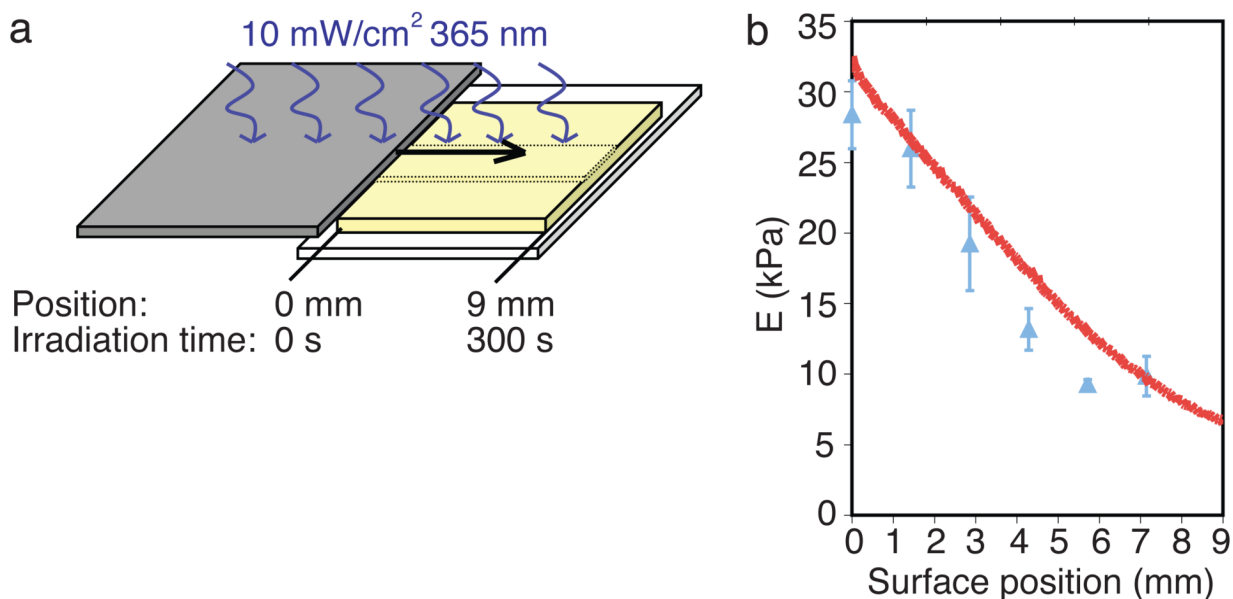 a
10 mW/cm² 365 nm
Position: 0 mm 9 mm
Irradiation time: 0 s 300 s
b
35
30
25
20
15
10
5
0
E (kPa)
0 1 2 3 4 5 6 7 8 9
Surface position (mm)